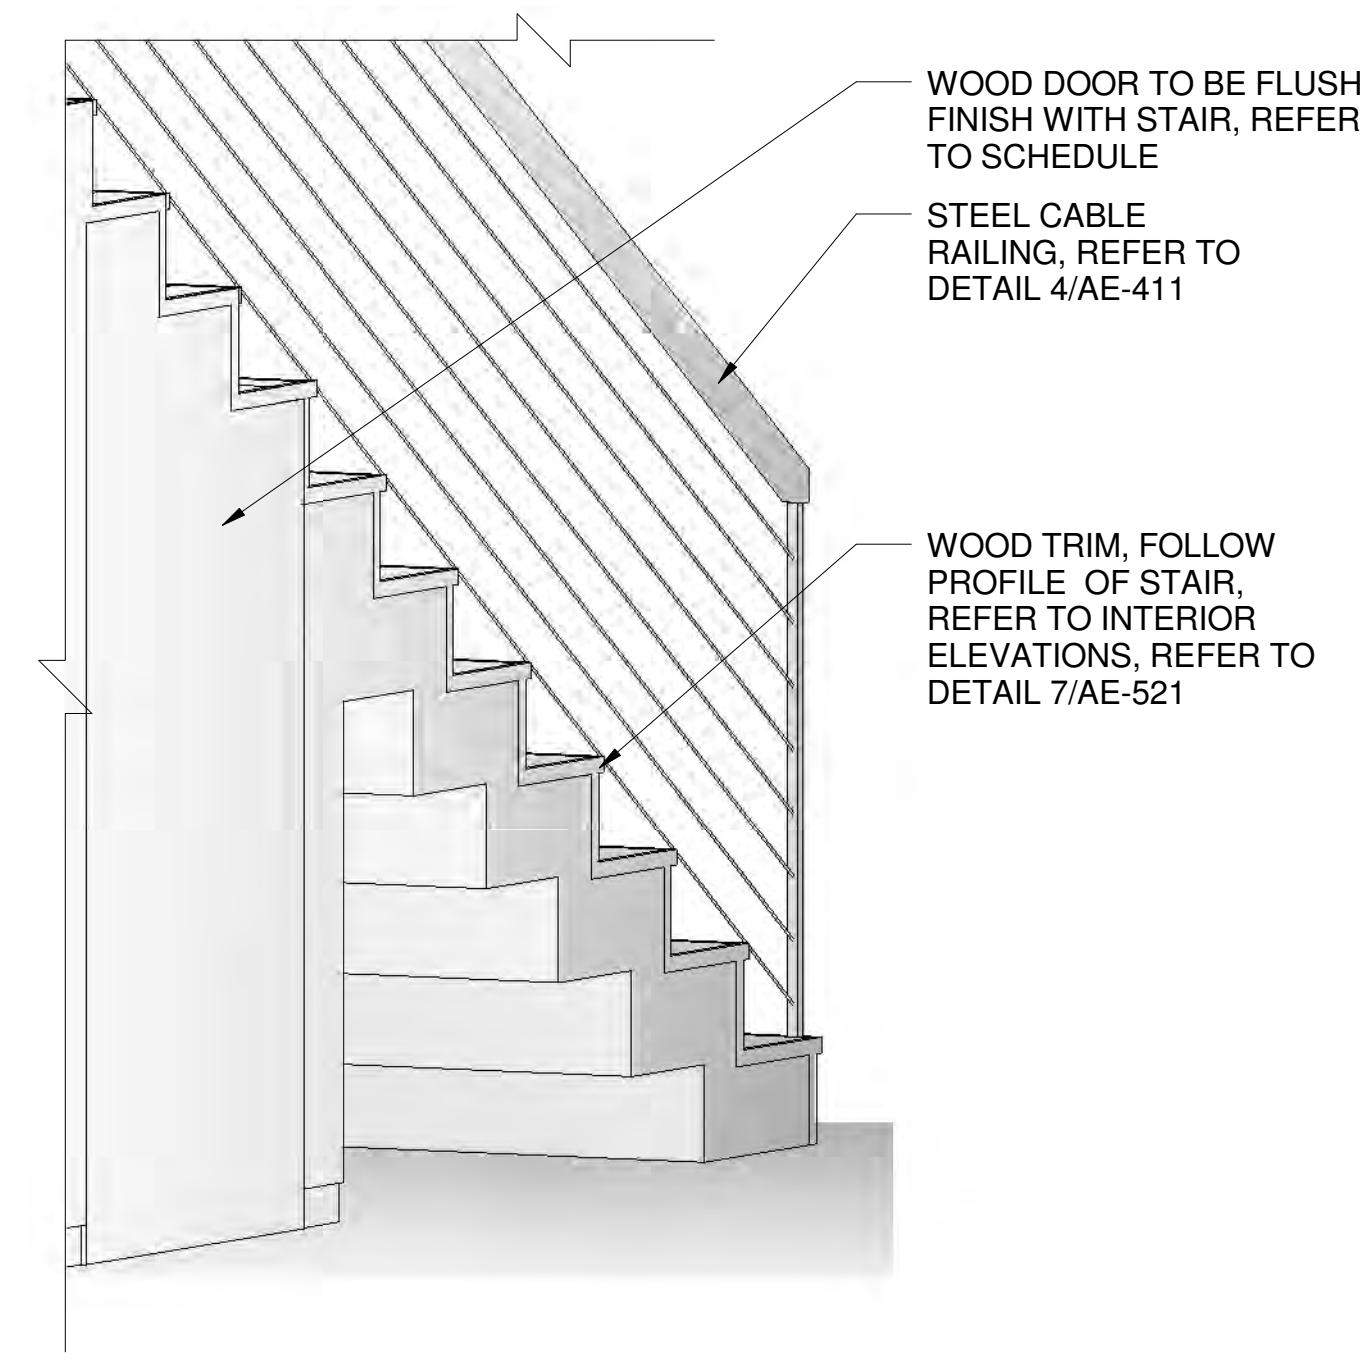 WOOD DOOR TO BE FLUSH
FINISH WITH STAIR, REFER
TO SCHEDULE
STEEL CABLE
RAILING, REFER TO
DETAIL 4/AE-411
WOOD TRIM, FOLLOW
PROFILE  OF STAIR,
REFER TO INTERIOR
ELEVATIONS, REFER TO
DETAIL 7/AE-521